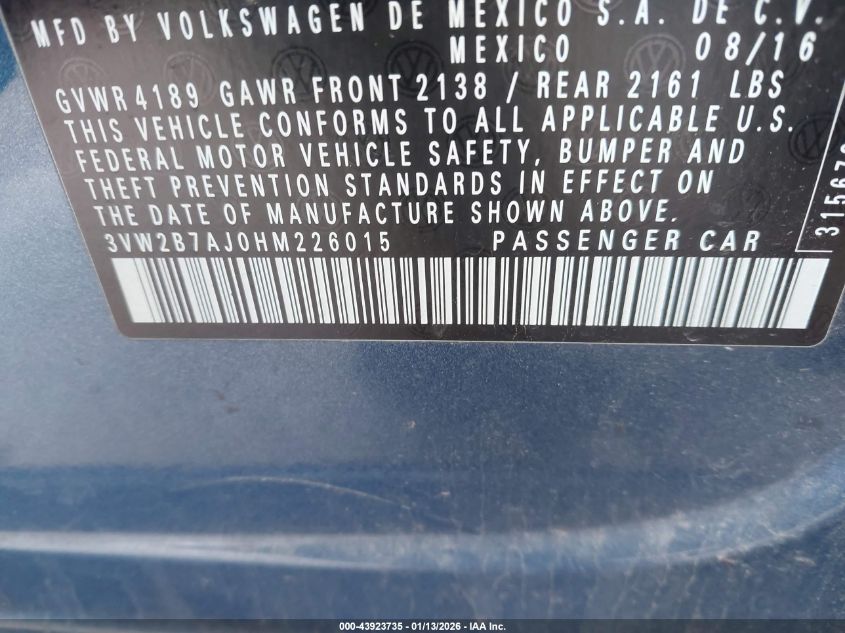 MFD BY VOLKSWAGEN DE MEXICO S.A. DE C.V.
MEXICO 08/16
GVWR 4189 GAWR FRONT 2138 / REAR 2161 LBS
THIS VEHICLE CONFORMS TO ALL APPLICABLE U.S.
FEDERAL MOTOR VEHICLE SAFETY, BUMPER AND
THEFT PREVENTION STANDARDS IN EFFECT ON
THE DATE OF MANUFACTURE SHOWN ABOVE.
3VW2B7AJ0HM226015 PASSENGER CAR
000-43923735 - 01/13/2026 - IAA Inc.